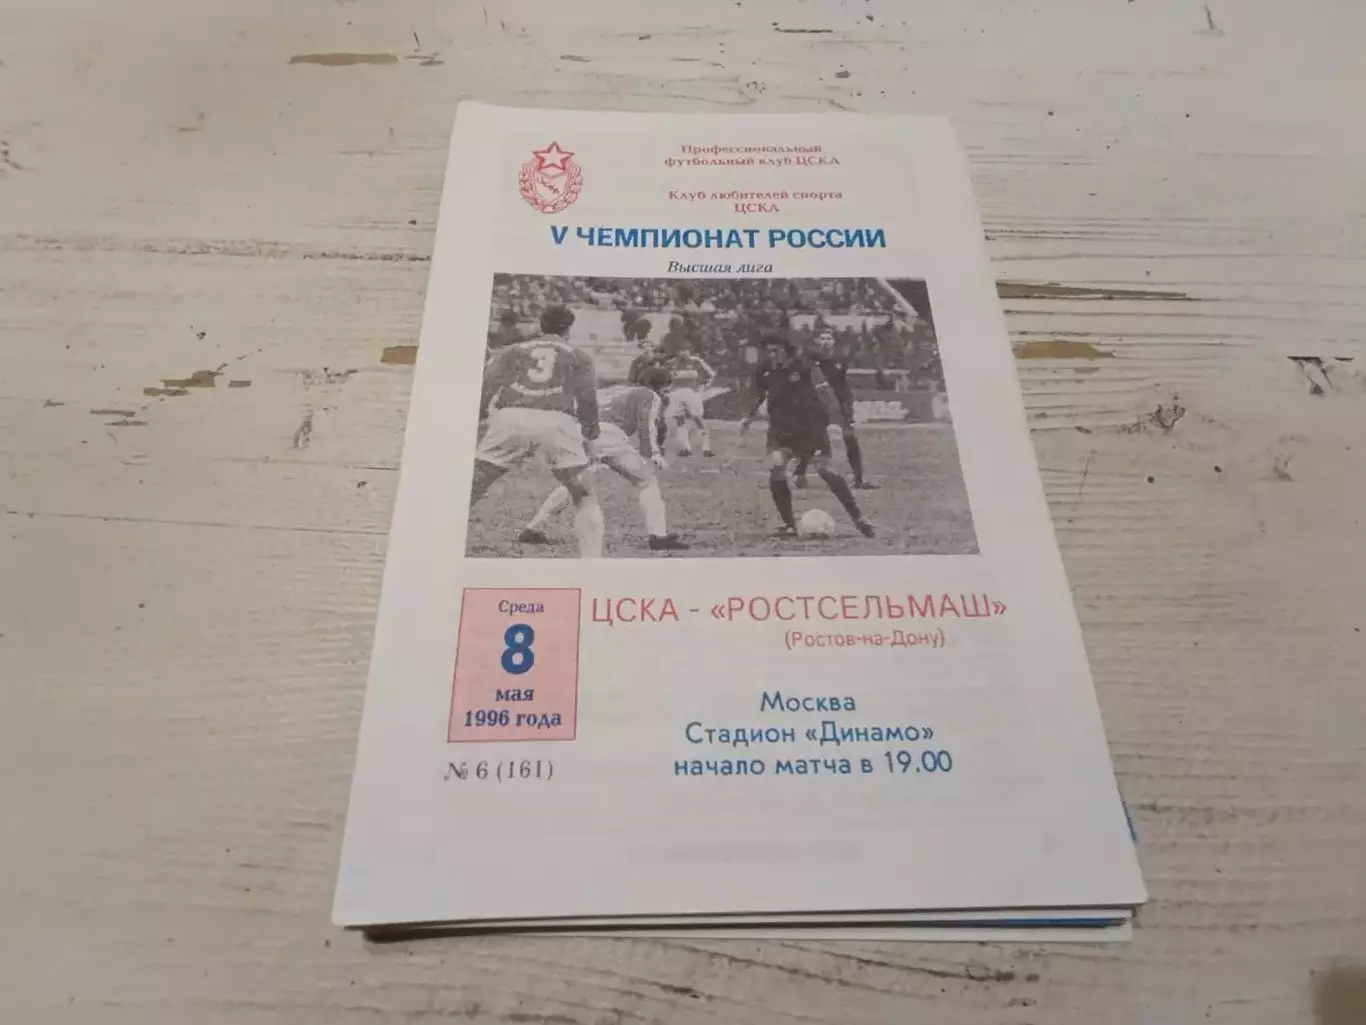 Профессиональный
футбольный клуб ЦСКА
Клуб любителей спорта
ЦСКА
V ЧЕМПИОНАТ РОССИИ
Высшая лига
3
Среда
8
мая
1996 года
№ 6 (161)
ЦСКА - «РОСТСЕЛЬМАШ»
(Ростов-на-Дону)
Москва
Стадион «Динамо»
начало матча в 19.00